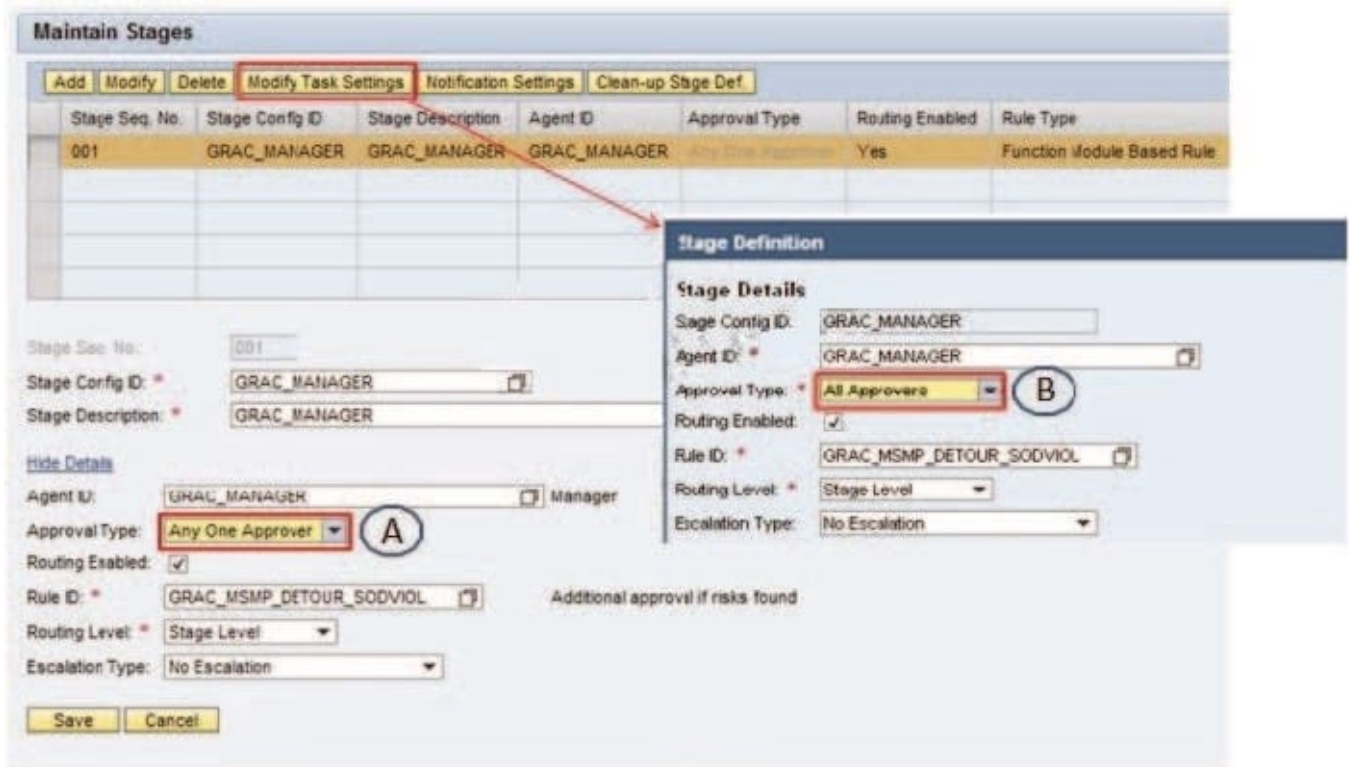 Maintain Stages
Add Modify Delete Modify Task Settings Notification Settings Clean-up Stage Def.
Stage Seq. No. Stage Config ID Stage Description Agent ID Approval Type Routing Enabled Rule Type
001 GRAC_MANAGER GRAC_MANAGER GRAC_MANAGER Any One Approver Yes Function Module Based Rule
Stage Seq. No.: 001
Stage Config ID: * GRAC_MANAGER
Stage Description: * GRAC_MANAGER
Hide Details
Agent ID: GRAC_MANAGER Manager
Approval Type: Any One Approver A
Routing Enabled:
Rule ID: * GRAC_MSMP_DETOUR_SODVIOL Additional approval if risks found
Routing Level: * Stage Level
Escalation Type: No Escalation
Save Cancel
Stage Definition
Stage Details
Sage Config ID: GRAC_MANAGER
Agent ID: * GRAC_MANAGER
Approval Type: * All Approvers B
Routing Enabled:
Rule ID: * GRAC_MSMP_DETOUR_SODVIOL
Routing Level: * Stage Level
Escalation Type: No Escalation